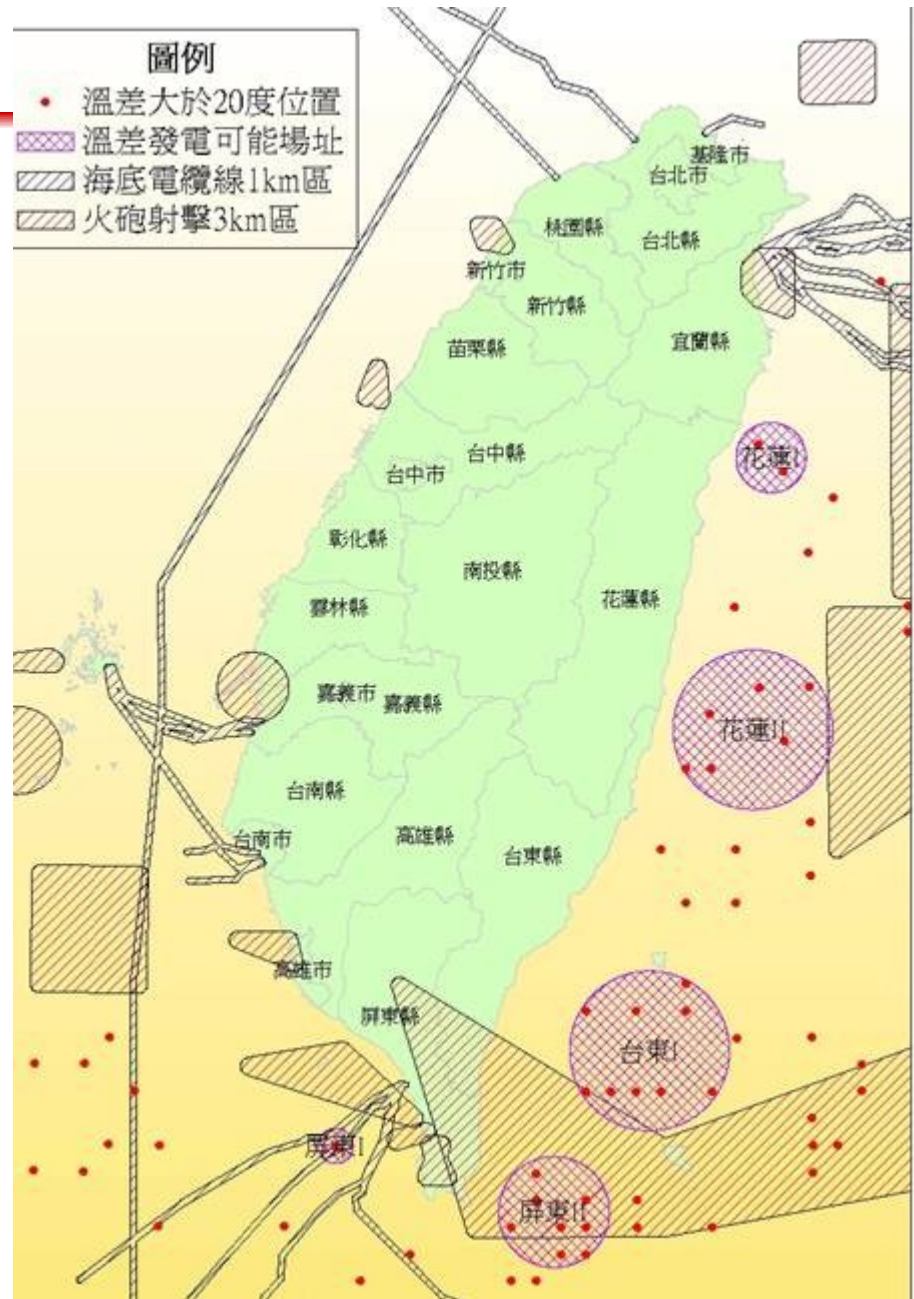 圖例
溫差大於20度位置
溫差發電可能場址
海底電纜線1km區
火砲射擊3km區
基隆市
台北市
桃園縣
台北縣
新竹市
新竹縣
苗栗縣
宜蘭縣
花蓮I
台中縣
台中市
彰化縣
南投縣
花蓮縣
雲林縣
嘉義市
嘉義縣
花蓮II
台南縣
台南市
高雄縣
台東縣
高雄市
屏東縣
台東I
屏東I
屏東II